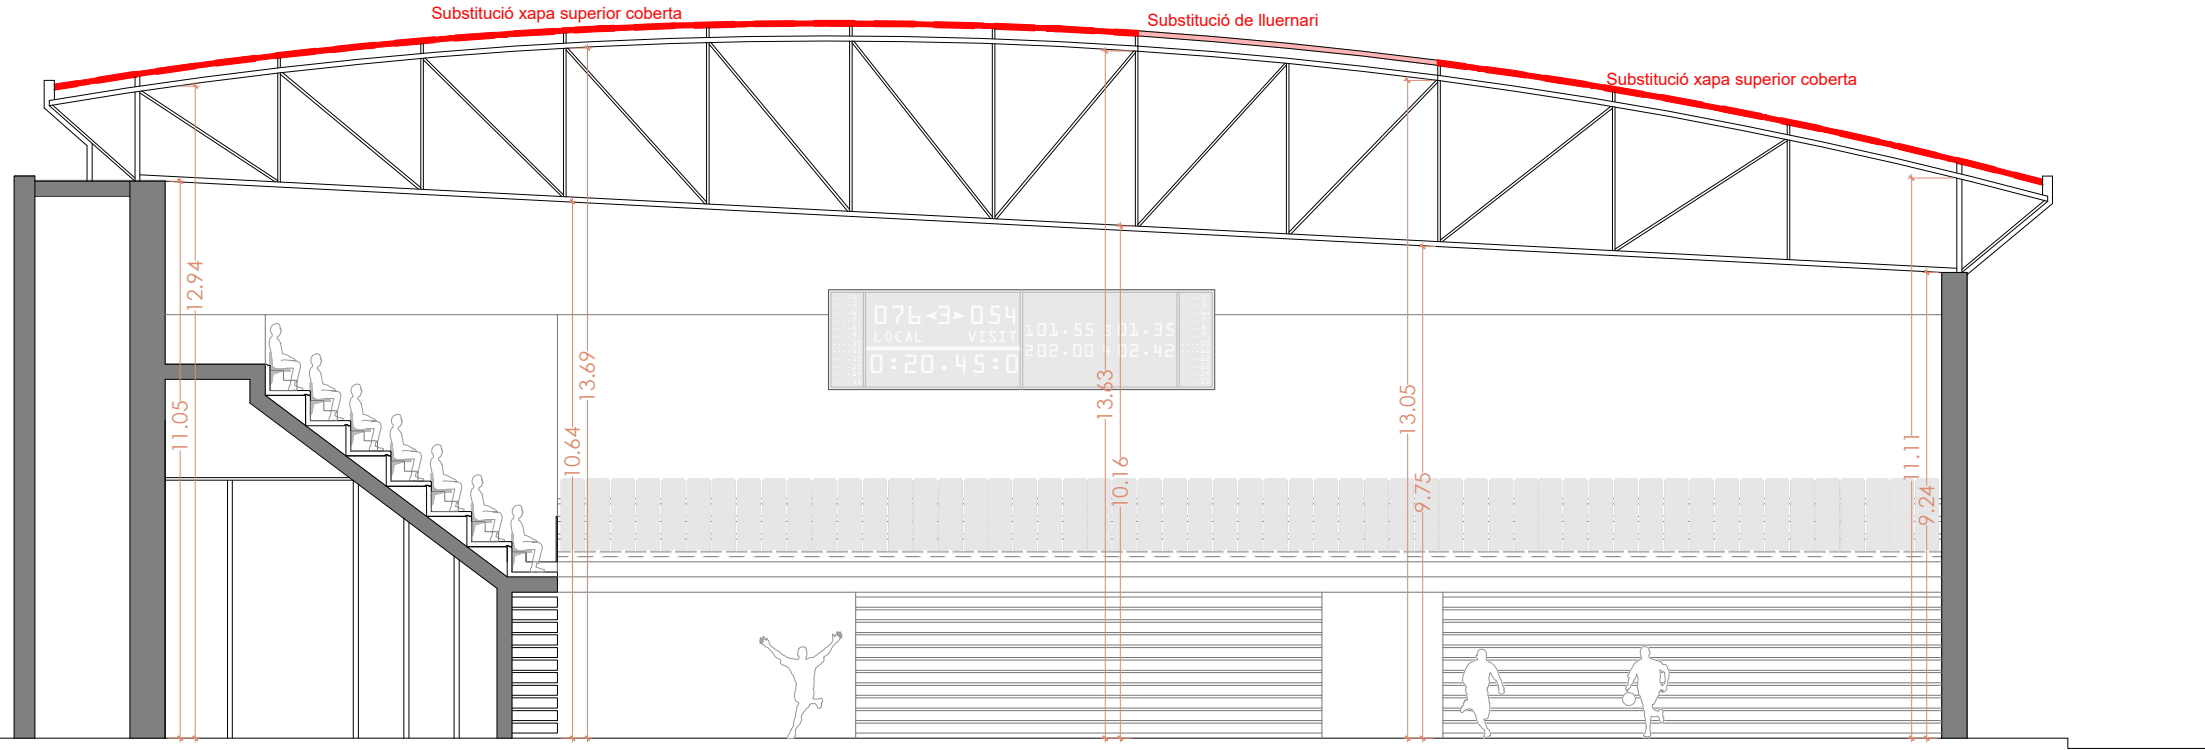 Substitució xapa superior coberta
Substitució de lluernari
Substitució xapa superior coberta
12.94
11.05
13.69
10.64
13.63
10.16
13.05
9.75
11.11
9.24
076 3 054
LOCAL VISIT
0:20.45:0
101.55 3 01.35
202.00 4 02.42